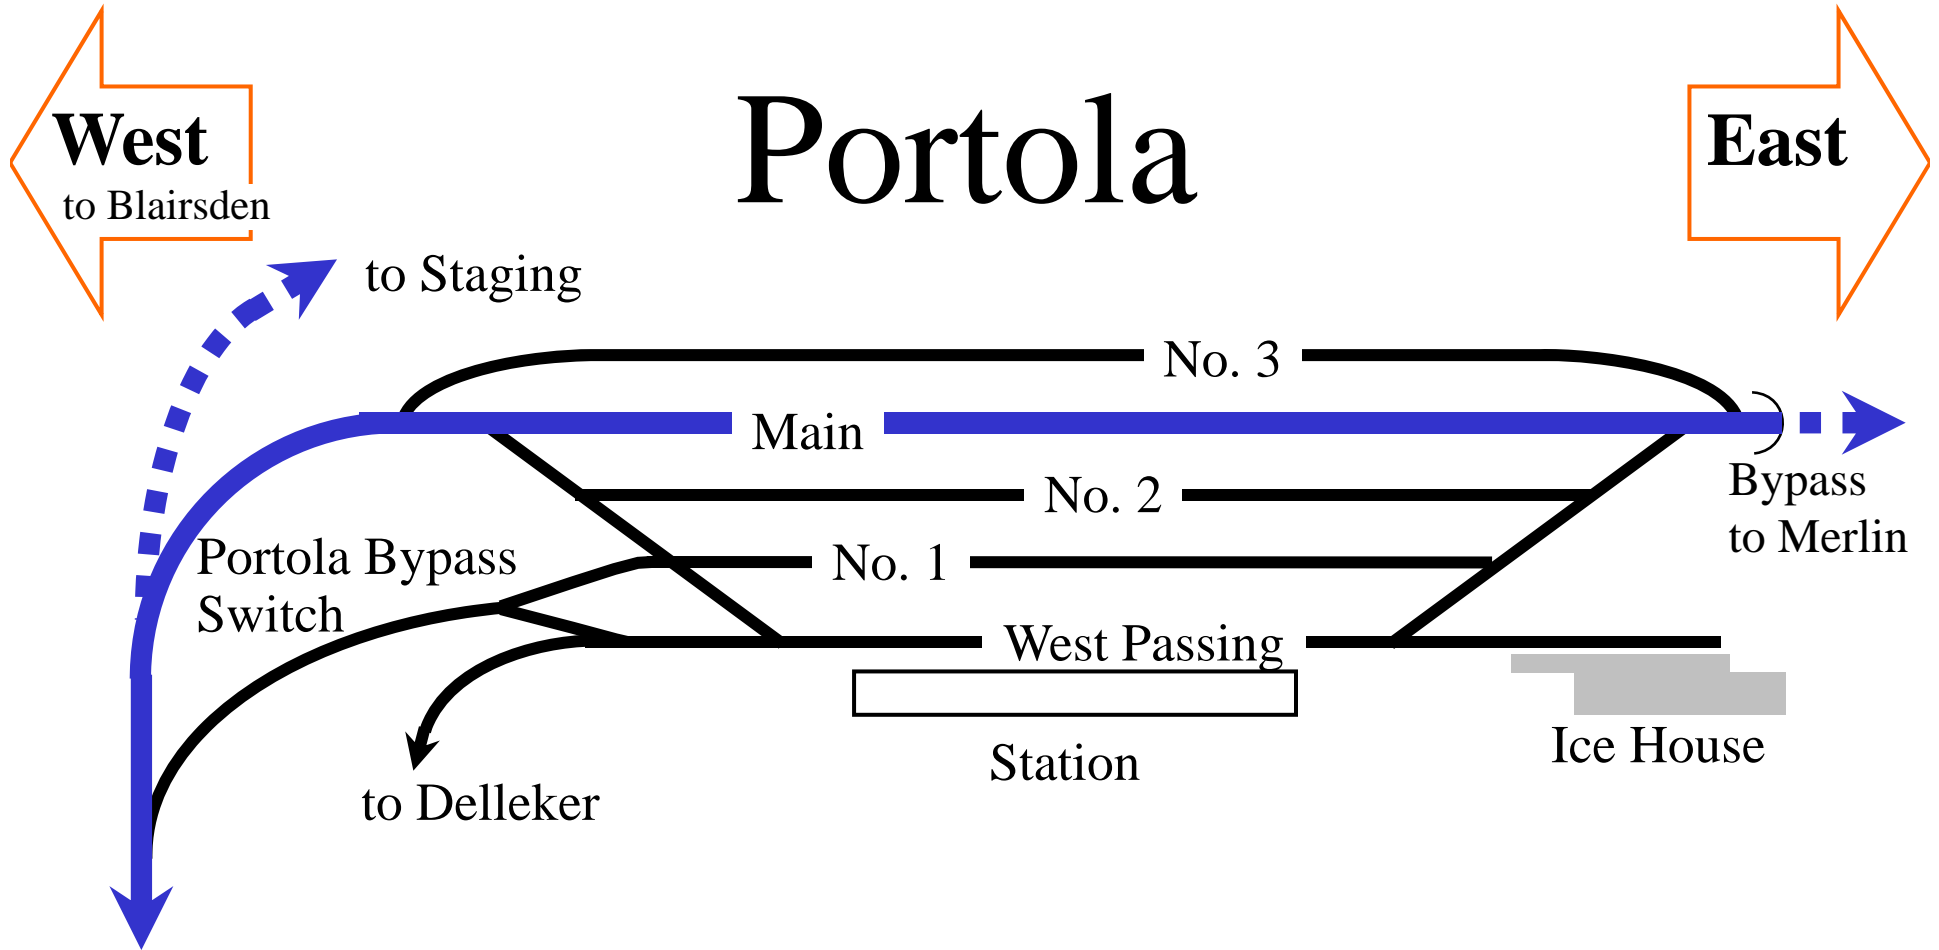 Portola
West
to Blairsden
East
to Staging
No. 3
Main
Bypass
to Merlin
No. 2
Portola Bypass
Switch
No. 1
West Passing
Station
Ice House
to Delleker